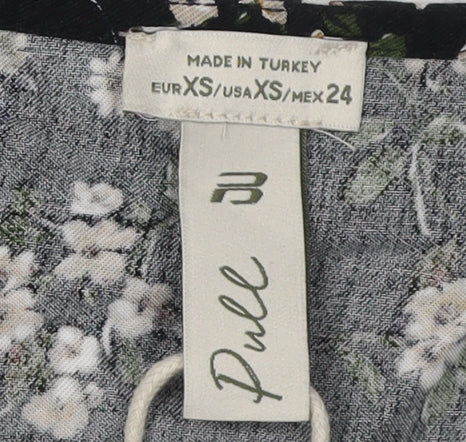 MADE IN TURKEY
EUR XS/USA XS/MEX 24
Pull